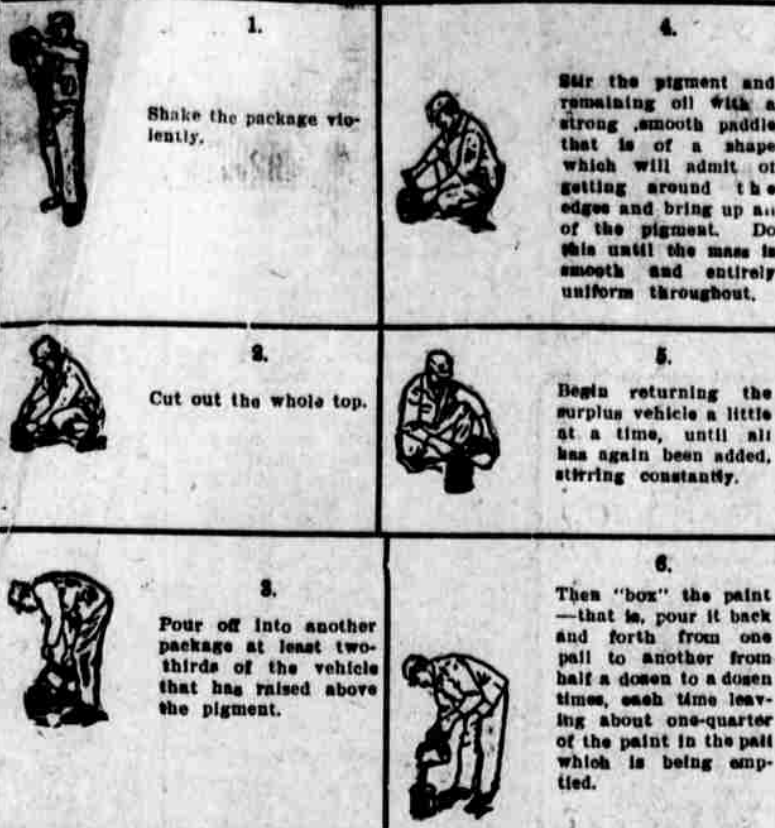 1.
Shake the package vio-
lently.
2.
Cut out the whole top.
3.
Pour off into another
package at least two-
thirds of the vehicle
that has raised above
the pigment.
4.
Stir the pigment and
remaining oil with a
strong ,smooth paddle
that is of a shape
which will admit of
getting around the
edges and bring up all
of the pigment. Do
this until the mass is
smooth and entirely
uniform throughout.
5.
Begin returning the
surplus vehicle a little
at a time, until all
has again been added,
stirring constantly.
6.
Then "box" the paint
—that is, pour it back
and forth from one
pail to another from
half a dozen to a dozen
times, each time leav-
ing about one-quarter
of the paint in the pail
which is being emp-
tied.